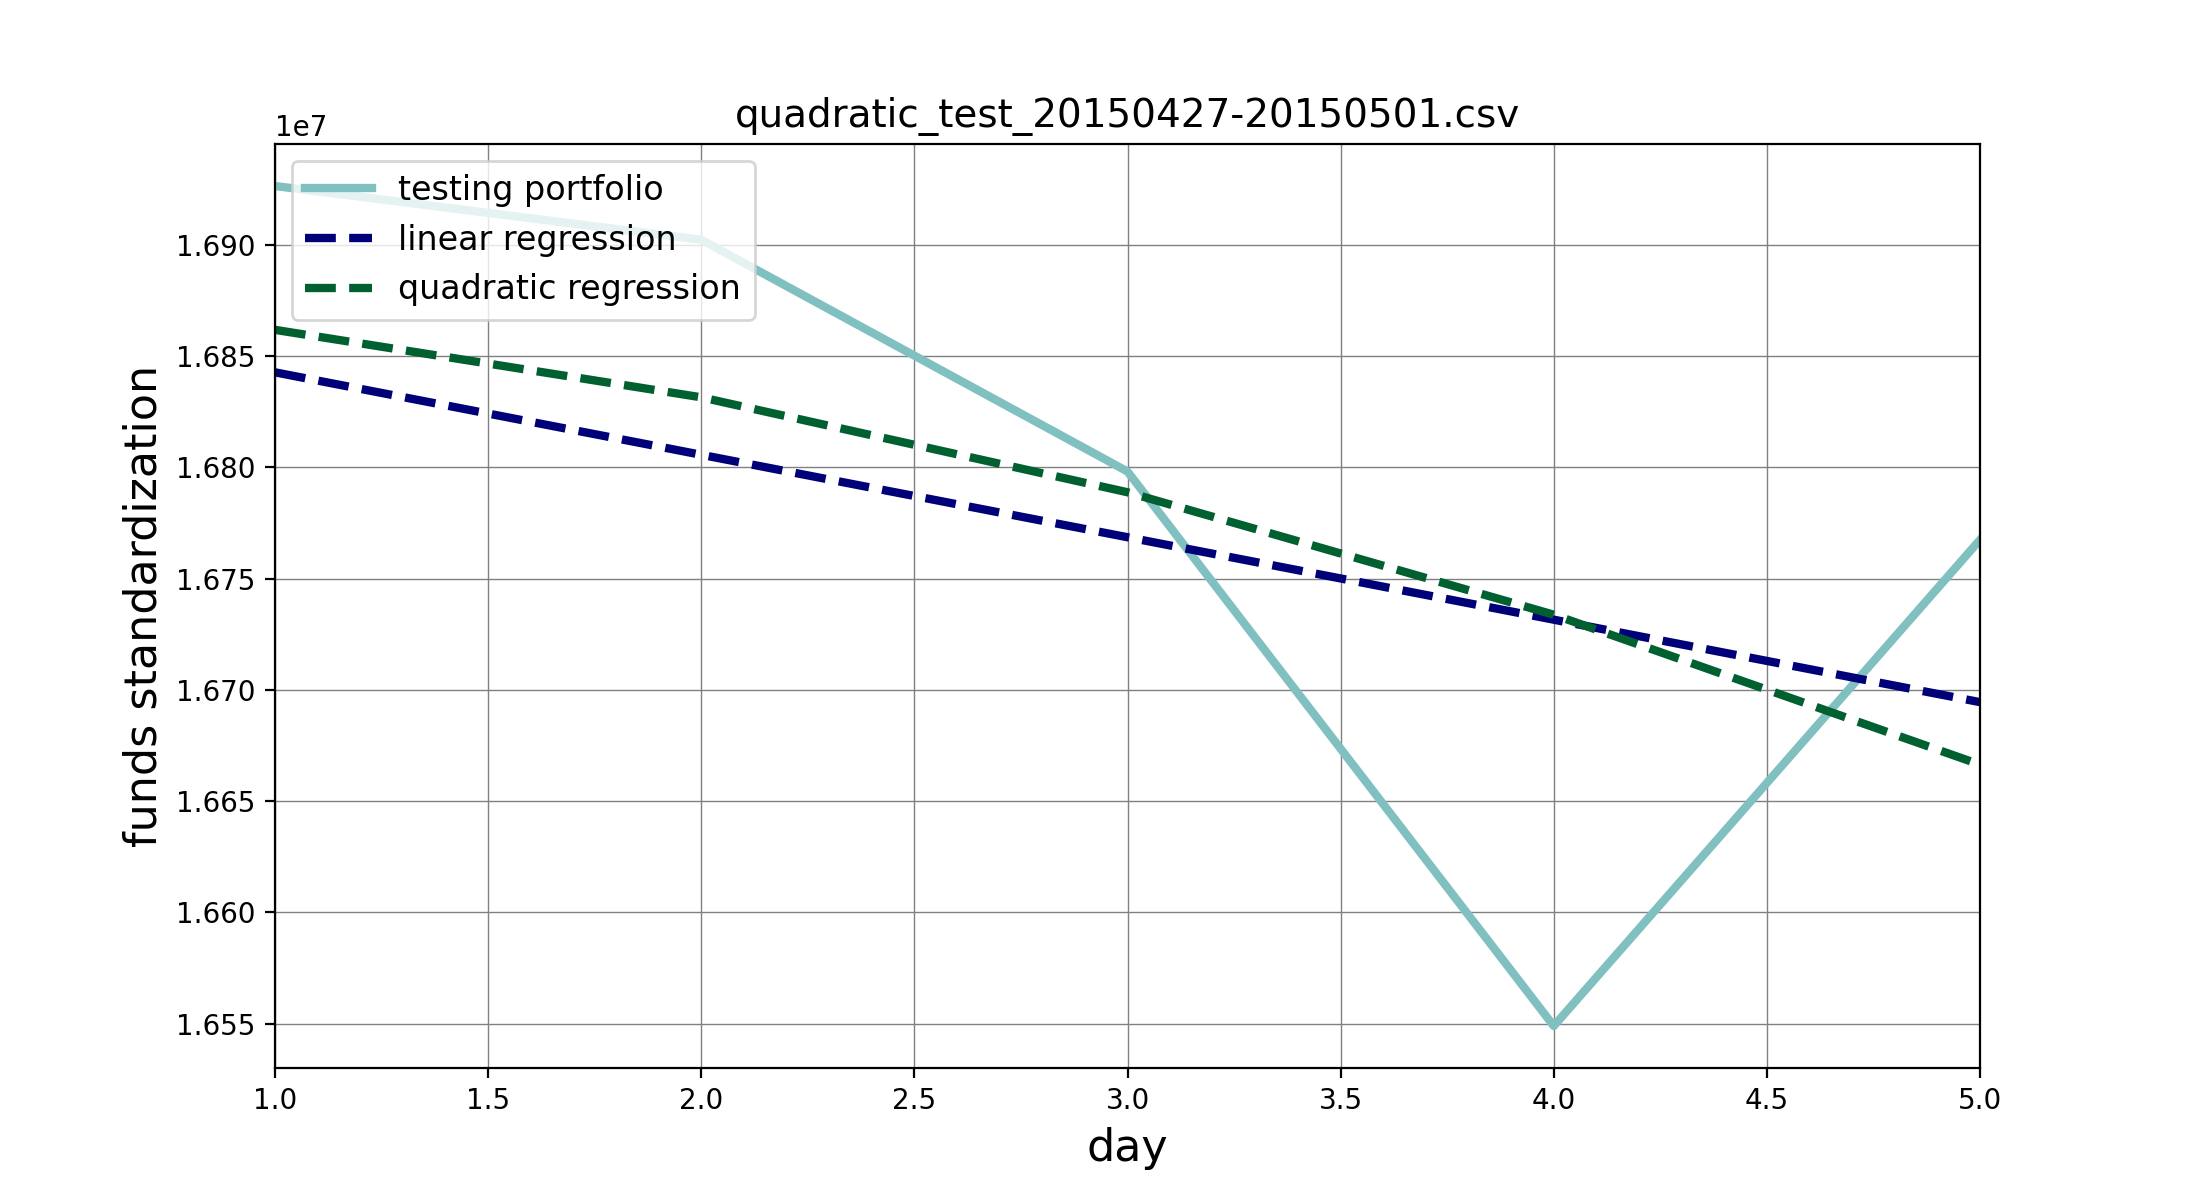 quadratic_test_20150427-20150501.csv
1e7
testing portfolio
linear regression
quadratic regression
funds standardization
1.690
1.685
1.680
1.675
1.670
1.665
1.660
1.655
1.0 1.5 2.0 2.5 3.0 3.5 4.0 4.5 5.0
day